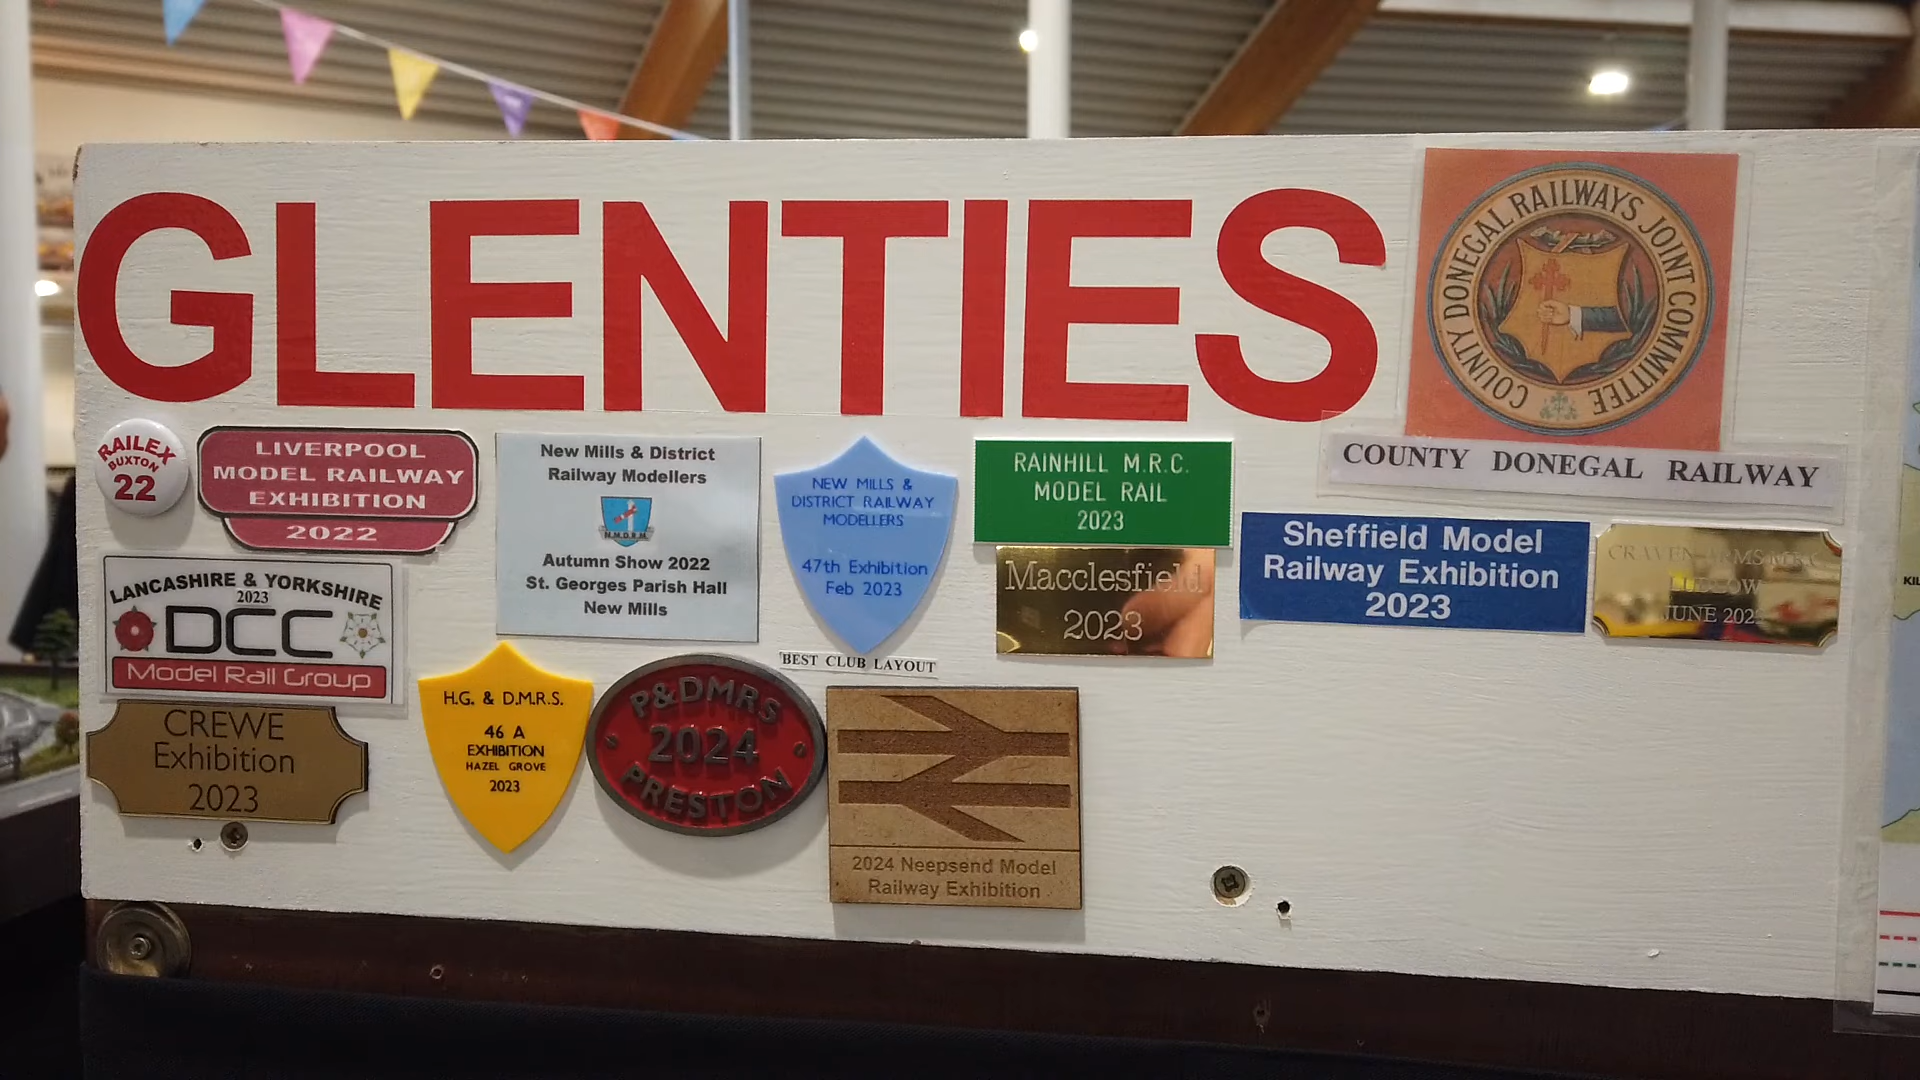 GLENTIES
COUNTY DONEGAL RAILWAYS JOINT COMMITTEE
COUNTY DONEGAL RAILWAY
RAILEX
BUXTON
22
LIVERPOOL
MODEL RAILWAY
EXHIBITION
2022
New Mills & District
Railway Modellers
N.M.D.R.M.
Autumn Show 2022
St. Georges Parish Hall
New Mills
NEW MILLS &
DISTRICT RAILWAY
MODELLERS
47th Exhibition
Feb 2023
BEST CLUB LAYOUT
RAINHILL M.R.C.
MODEL RAIL
2023
Macclesfield
2023
Sheffield Model
Railway Exhibition
2023
CRAVEN ARMS
LUDLOW
JUNE
LANCASHIRE & YORKSHIRE
2023
DCC
Model Rail Group
CREWE
Exhibition
2023
H.G. & D.M.R.S.
46 A
EXHIBITION
HAZEL GROVE
2023
P&DMRS
2024
PRESTON
2024 Neepsend Model
Railway Exhibition